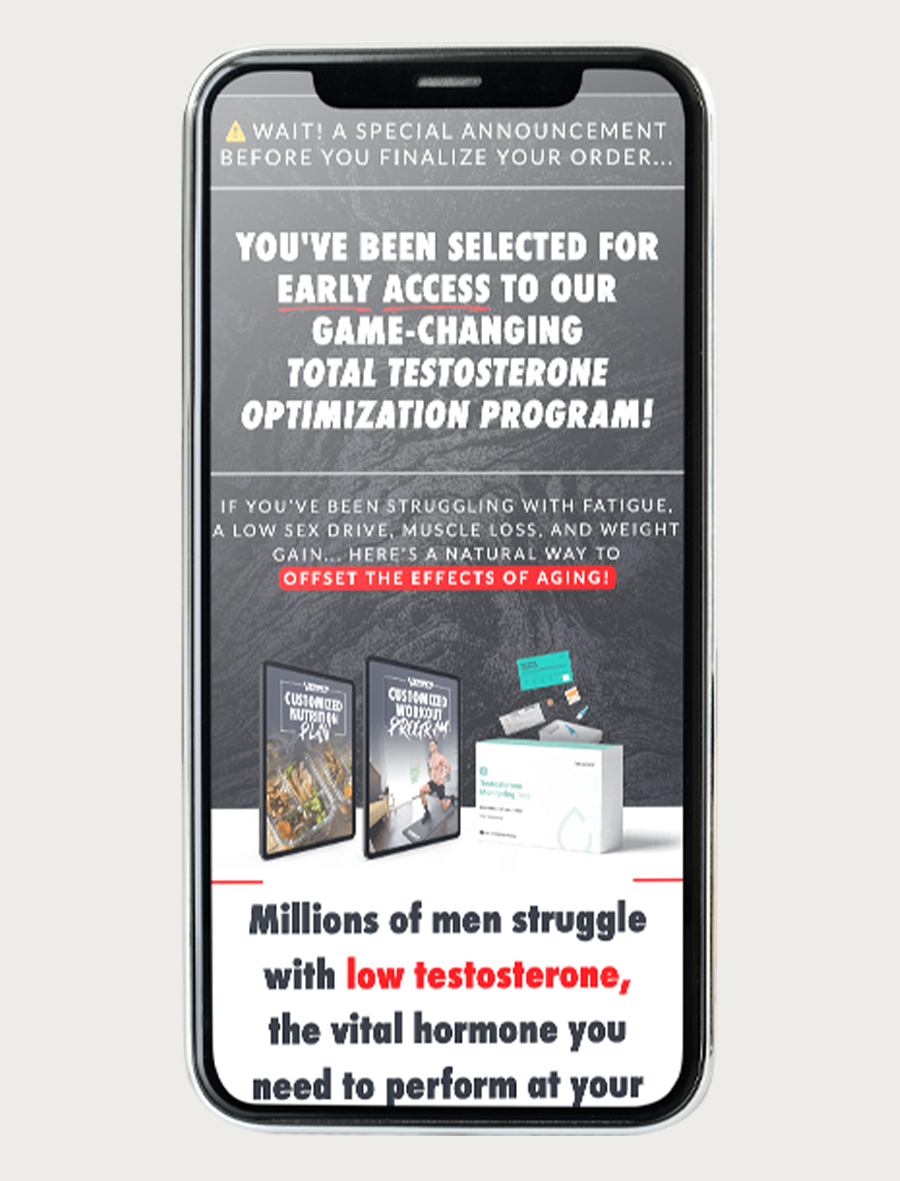 ⚠ WAIT! A SPECIAL ANNOUNCEMENT
BEFORE YOU FINALIZE YOUR ORDER...
YOU'VE BEEN SELECTED FOR
EARLY ACCESS TO OUR
GAME-CHANGING
TOTAL TESTOSTERONE
OPTIMIZATION PROGRAM!
IF YOU'VE BEEN STRUGGLING WITH FATIGUE,
A LOW SEX DRIVE, MUSCLE LOSS, AND WEIGHT
GAIN... HERE'S A NATURAL WAY TO
OFFSET THE EFFECTS OF AGING!
CUSTOMIZED
NUTRITION
PLAN
CUSTOMIZED
WORKOUT
PROGRAM
Testosterone
Monitoring Test
Millions of men struggle
with low testosterone,
the vital hormone you
need to perform at your